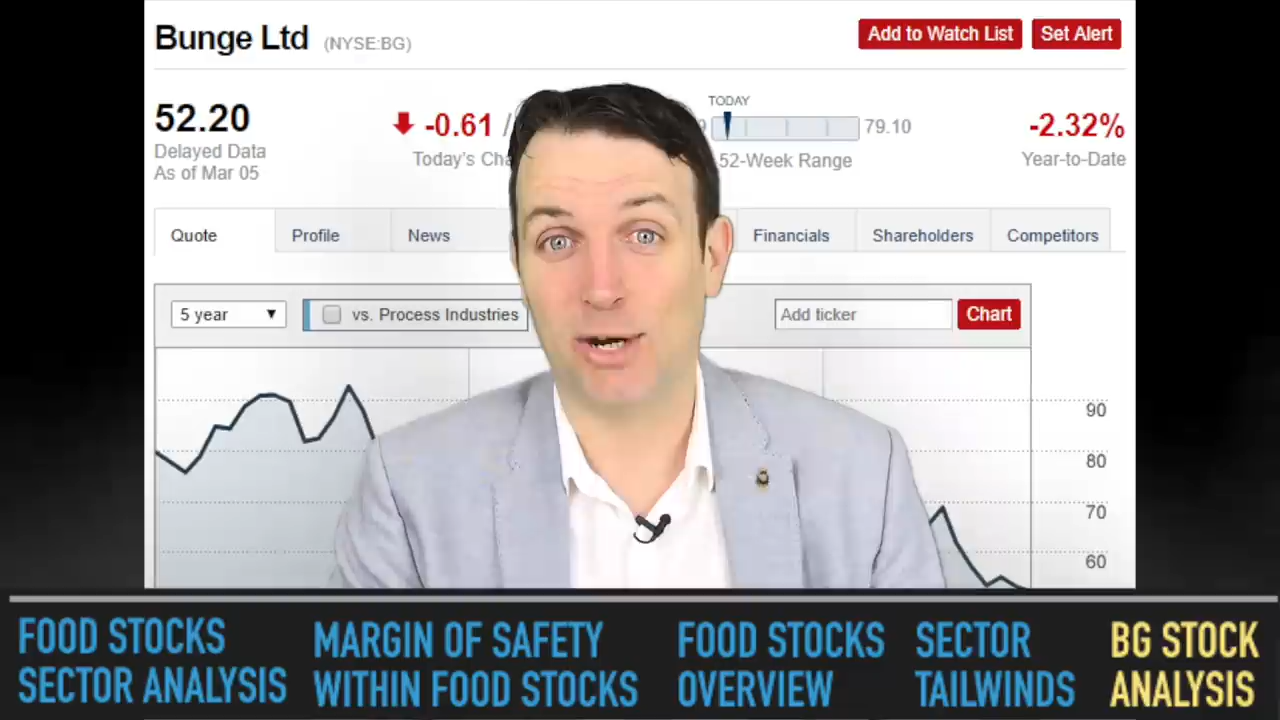 Bunge Ltd (NYSE:BG)
Add to Watch List
Set Alert
52.20
Delayed Data
As of Mar 05
-0.61 /
Today's
TODAY
79.10
52-Week Range
-2.32%
Year-to-Date
Quote
Profile
News
Financials
Shareholders
Competitors
5 year
vs. Process Industries
Add ticker
Chart
90
80
70
60
FOOD STOCKS
SECTOR ANALYSIS
MARGIN OF SAFETY
WITHIN FOOD STOCKS
FOOD STOCKS
OVERVIEW
SECTOR
TAILWINDS
BG STOCK
ANALYSIS